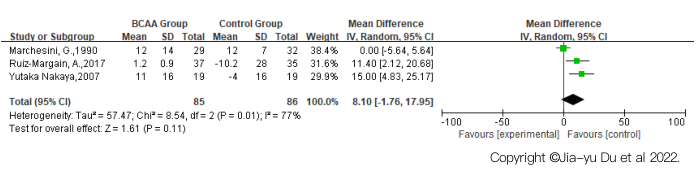 BCAA Group Control Group Mean Difference Mean Difference
Study or Subgroup Mean SD Total Mean SD Total Weight IV, Random, 95% CI IV, Random, 95% CI
Marchesini, G.,1990 12 14 29 12 7 32 38.4% 0.00 [-5.64, 5.64]
Ruiz-Margain, A.,2017 1.2 0.9 37 -10.2 28 35 31.6% 11.40 [2.12, 20.68]
Yutaka Nakaya,2007 11 16 19 -4 16 19 29.9% 15.00 [4.83, 25.17]
Total (95% CI) 85 86 100.0% 8.10 [-1.76, 17.95]
Heterogeneity: Tau² = 57.47; Chi² = 8.54, df = 2 (P = 0.01); I² = 77%
Test for overall effect: Z = 1.61 (P = 0.11)
-100 -50 0 50 100
Favours [experimental] Favours [control]
Copyright ©Jia-yu Du et al 2022.